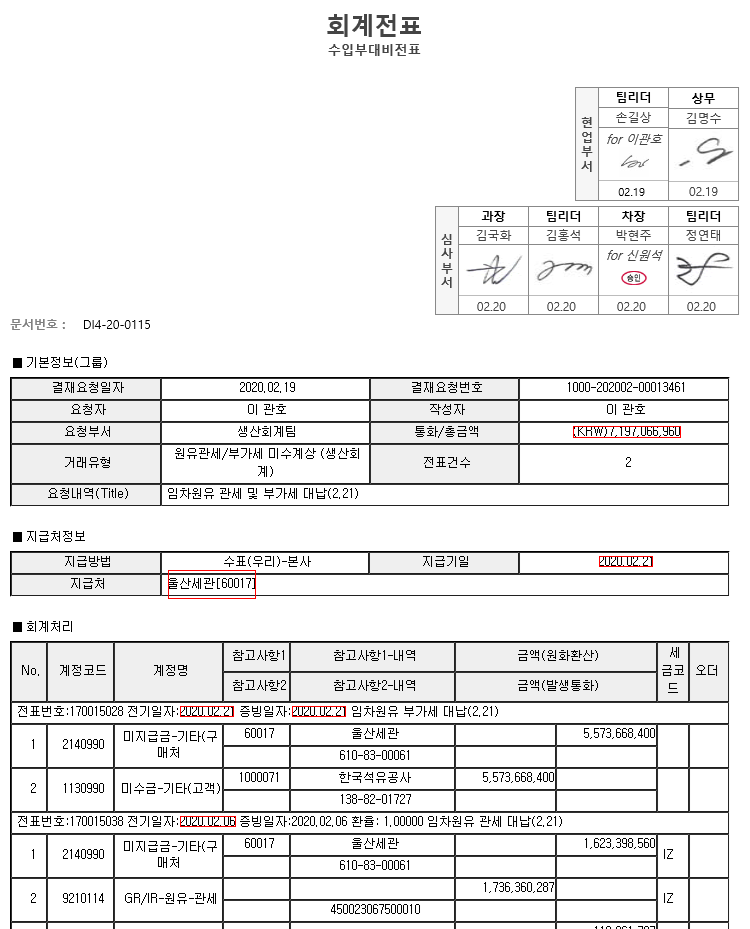 회계전표
수입부대비전표
현업부서
팀리더 상무
손길상 김명수
for 이관호
02.19 02.19
심사부서
과장 팀리더 차장 팀리더
김국화 김홍석 박현주 정연태
for 신원석
승인
02.20 02.20 02.20 02.20
문서번호 : DI4-20-0115
■ 기본정보(그룹)
결재요청일자 2020.02.19 결재요청번호 1000-202002-00013461
요청자 이 관호 작성자 이 관호
요청부서 생산회계팀 통화/총금액 (KRW)7,197,066,960
거래유형 원유관세/부가세 미수계상 (생산회
계) 전표건수 2
요청내역(Title) 임차원유 관세 및 부가세 대납(2.21)
■ 지급처정보
지급방법 수표(우리)-본사 지급기일 2020.02.21
지급처 울산세관[60017]
■ 회계처리
No. 계정코드 계정명 참고사항1 참고사항1-내역 금액(원화환산) 세금코드 오더
참고사항2 참고사항2-내역 금액(발생통화)
전표번호:170015028 전기일자:2020.02.21 증빙일자:2020.02.21 임차원유 부가세 대납(2.21)
1 2140990 미지급금-기타(구
매처 60017 울산세관 5,573,668,400
610-83-00061
2 1130990 미수금-기타(고객) 1000071 한국석유공사 5,573,668,400
138-82-01727
전표번호:170015038 전기일자:2020.02.06 증빙일자:2020.02.06 환율: 1.00000 임차원유 관세 대납(2.21)
1 2140990 미지급금-기타(구
매처 60017 울산세관 1,623,398,560 IZ
610-83-00061
2 9210114 GR/IR-원유-관세 1,736,360,287 IZ
450023067500010